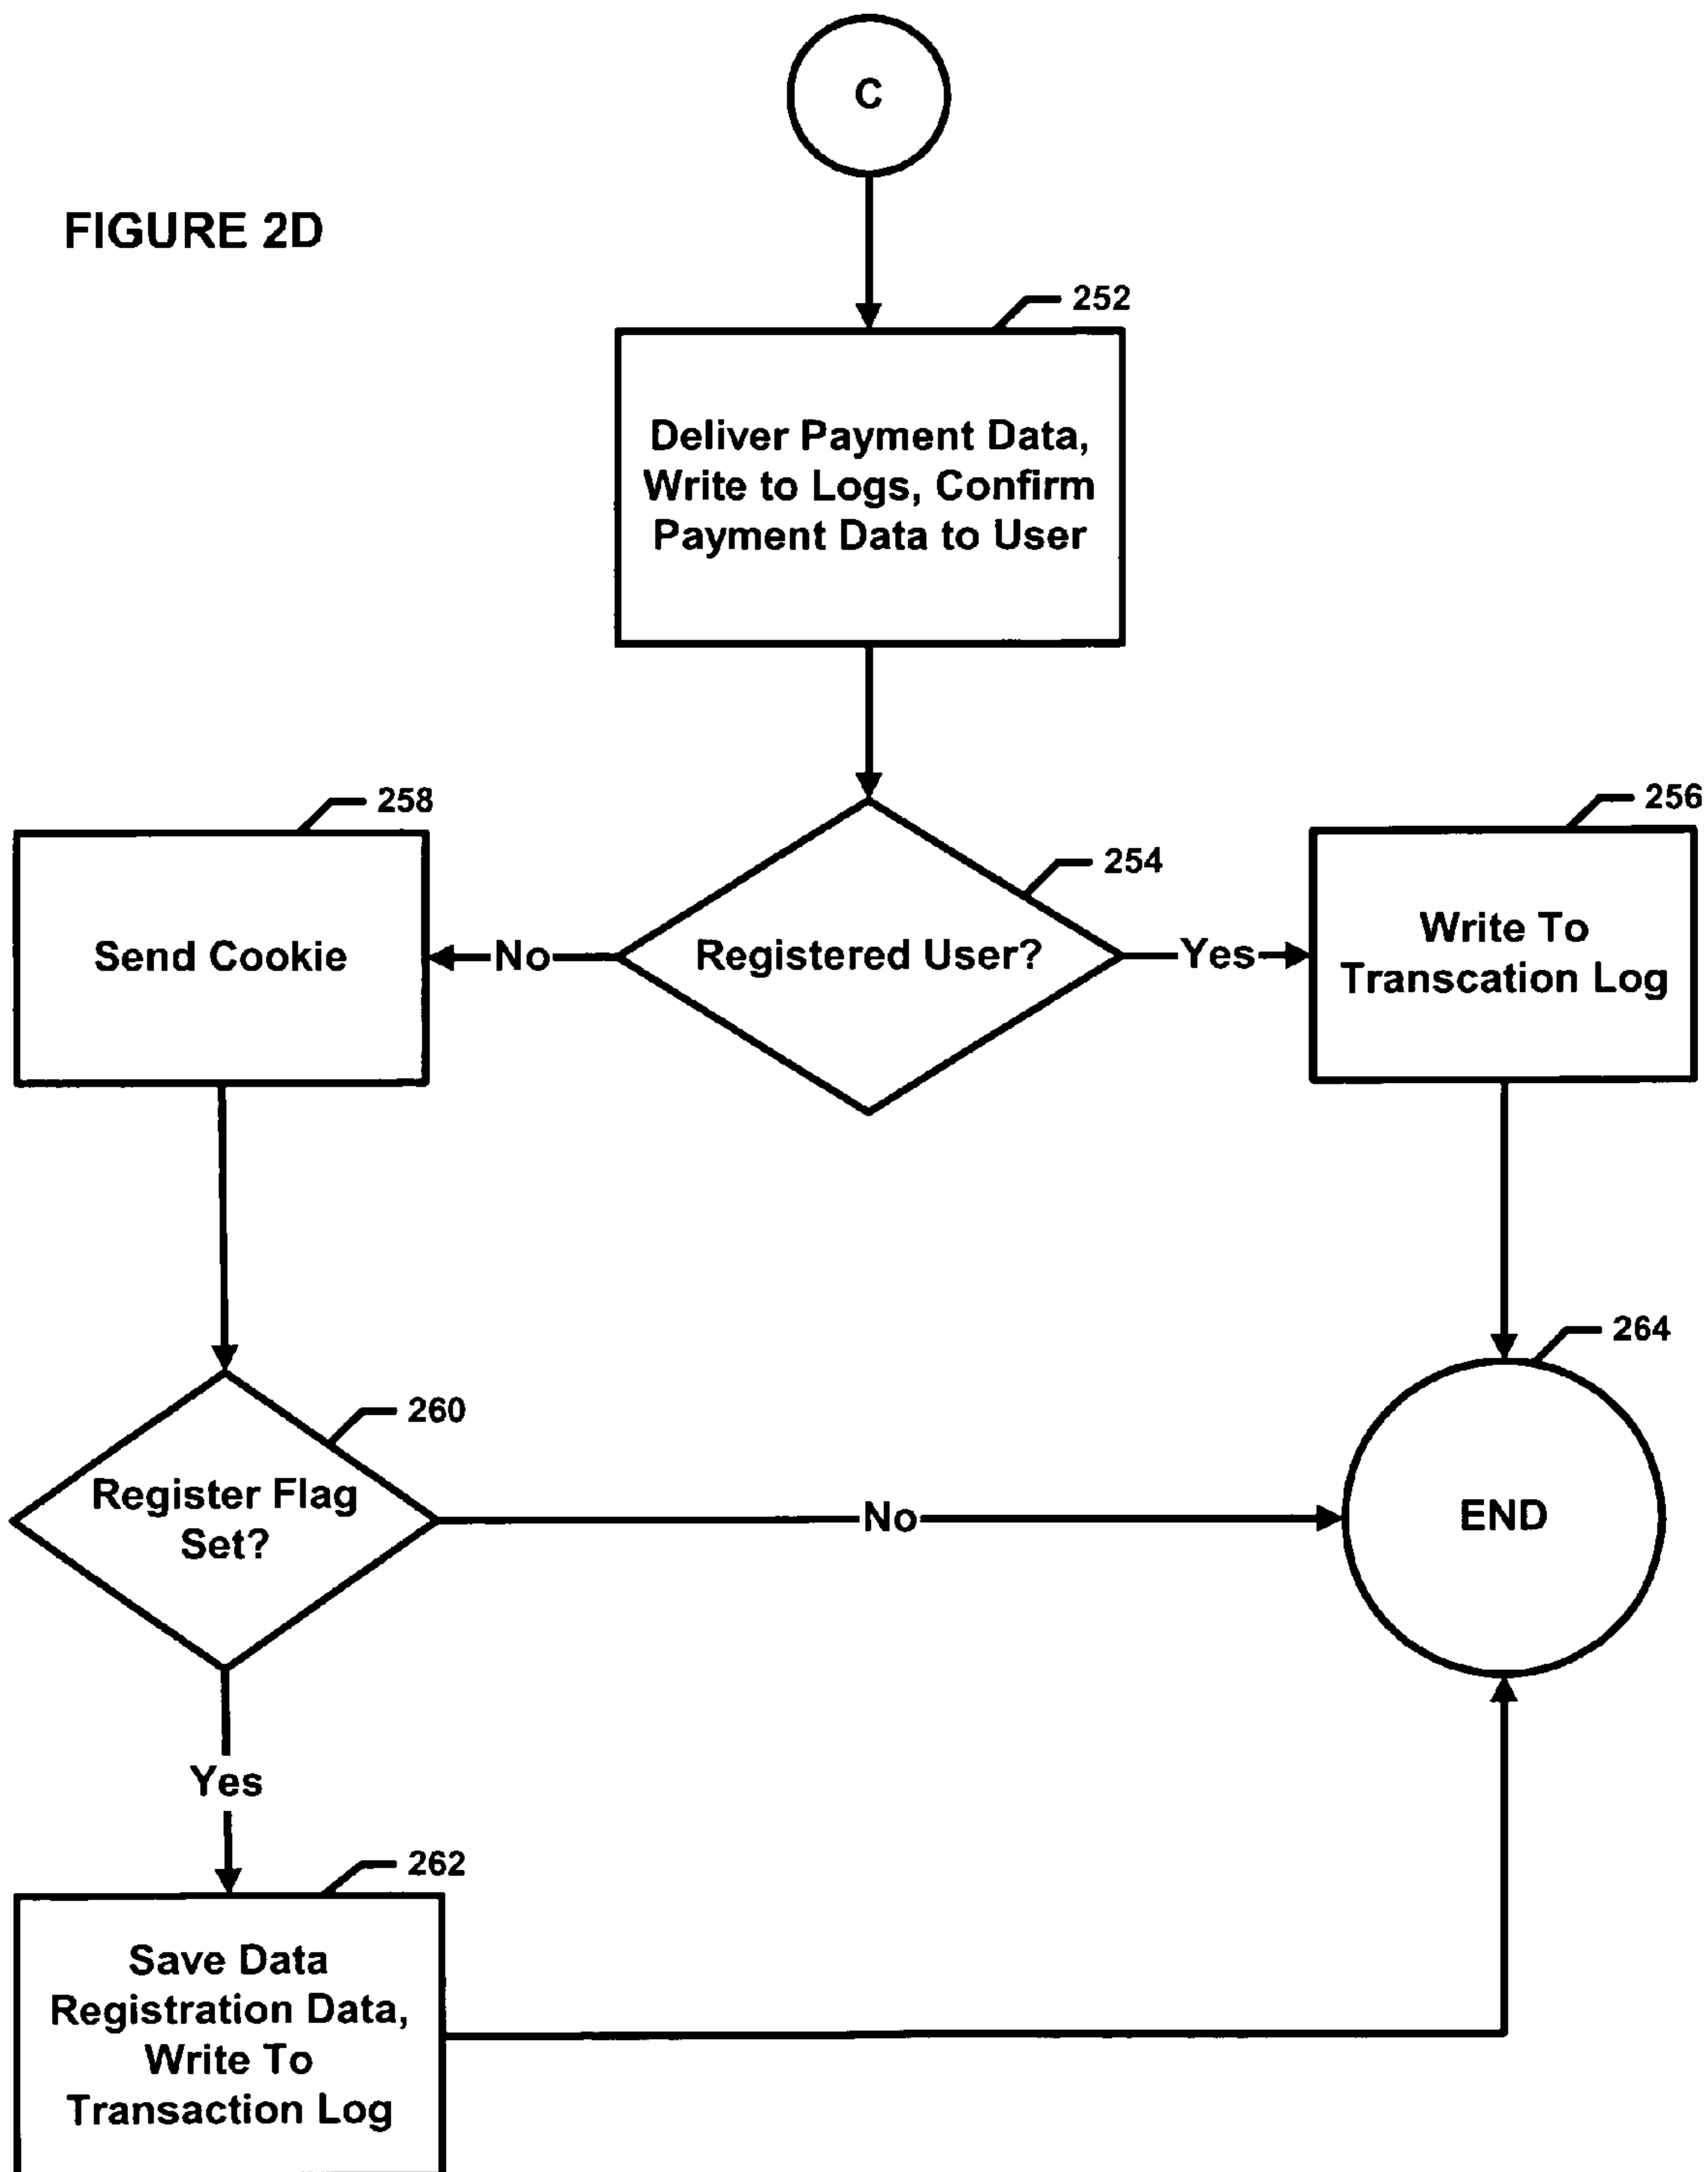 C
FIGURE 2D
252
Deliver Payment Data,
Write to Logs, Confirm
Payment Data to User
258
256
254
Send Cookie
No
Registered User?
Yes
Write To
Transcation Log
264
260
Register Flag
Set?
No
END
Yes
262
Save Data
Registration Data,
Write To
Transaction Log